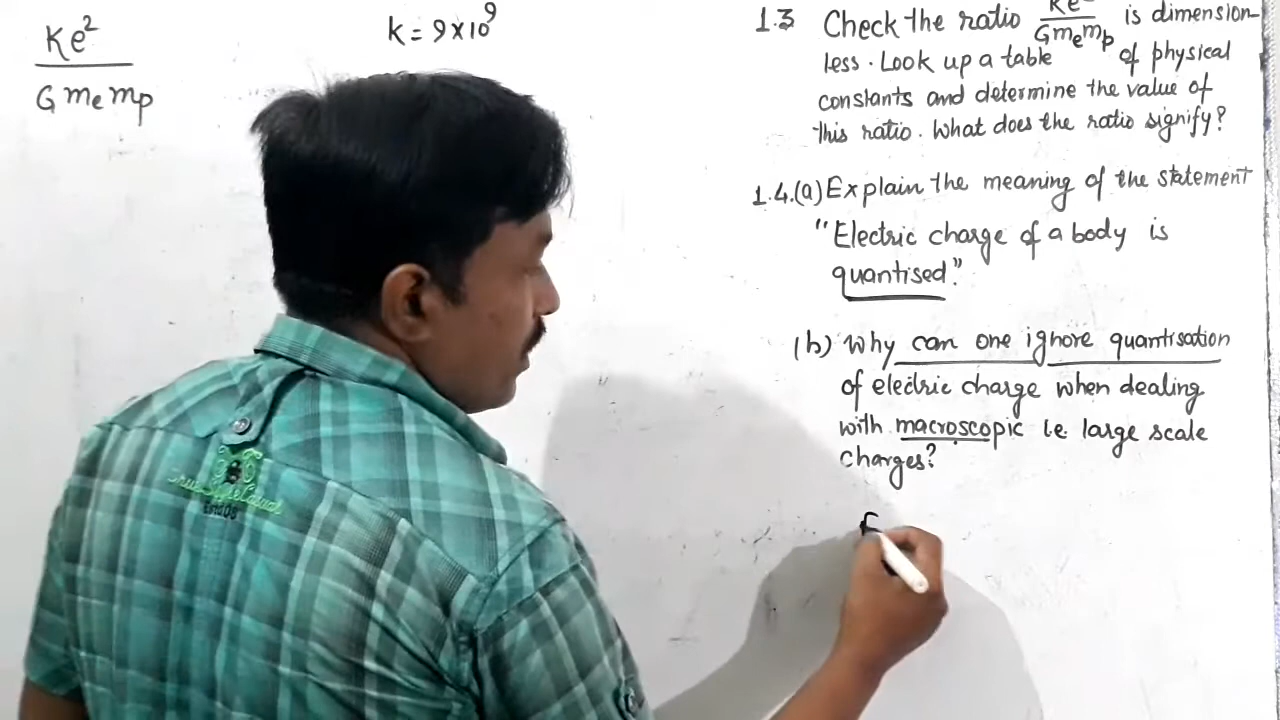 Ke²
G mₑ mₚ
k = 9×10⁹
1.3 Check the ratio Ke²/Gmₑmₚ is dimension-
less. Look up a table of physical
constants and determine the value of
this ratio. What does the ratio signify?
1.4.(a) Explain the meaning of the statement
"Electric charge of a body is
quantised."
(b) Why can one ignore quantisation
of electric charge when dealing
with macroscopic i.e large scale
charges?